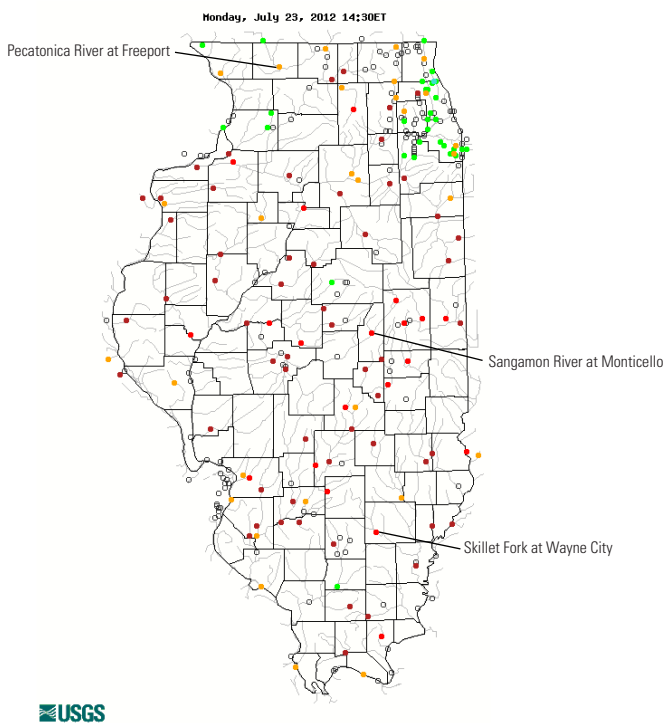 Monday, July 23, 2012 14:30ET
Pecatonica River at Freeport
Sangamon River at Monticello
Skillet Fork at Wayne City
USGS